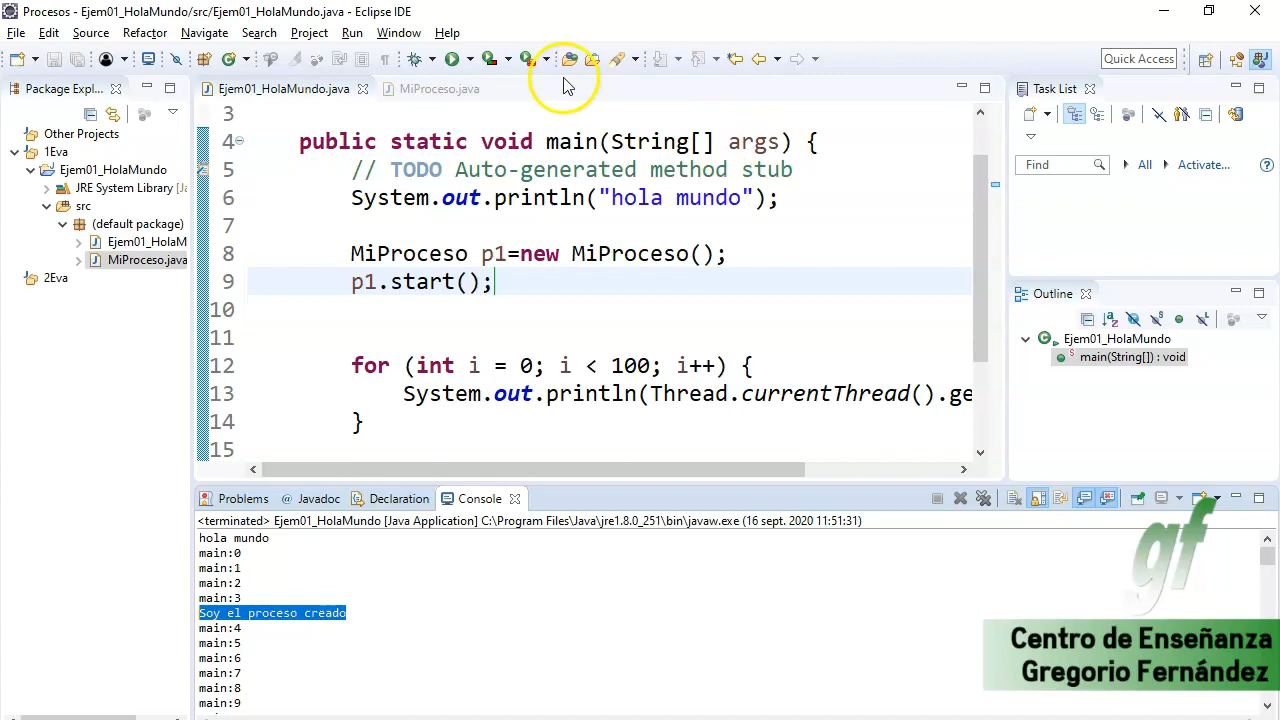 Procesos - Ejem01_HolaMundo/src/Ejem01_HolaMundo.java - Eclipse IDE
File Edit Source Refactor Navigate Search Project Run Window Help
Quick Access
Package Expl...
Other Projects
1Eva
Ejem01_HolaMundo
JRE System Library [Ja
src
(default package)
Ejem01_HolaM
MiProceso.java
2Eva
Ejem01_HolaMundo.java
MiProceso.java
3
4 public static void main(String[] args) {
5 // TODO Auto-generated method stub
6 System.out.println("hola mundo");
7
8 MiProceso p1=new MiProceso();
9 p1.start();
10
11
12 for (int i = 0; i < 100; i++) {
13 System.out.println(Thread.currentThread().ge
14 }
15
Task List
Find All Activate...
Outline
Ejem01_HolaMundo
main(String[]) : void
Problems Javadoc Declaration Console
<terminated> Ejem01_HolaMundo [Java Application] C:\Program Files\Java\jre1.8.0_251\bin\javaw.exe (16 sept. 2020 11:51:31)
hola mundo
main:0
main:1
main:2
main:3
Soy el proceso creado
main:4
main:5
main:6
main:7
main:8
main:9
gf
Centro de Enseñanza
Gregorio Fernández